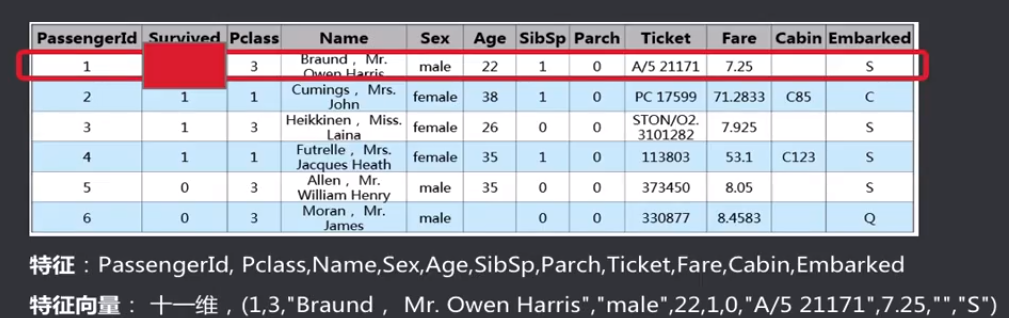 PassengerId Survived Pclass Name Sex Age SibSp Parch Ticket Fare Cabin Embarked
1 3 Braund， Mr. Owen Harris male 22 1 0 A/5 21171 7.25 S
2 1 1 Cumings， Mrs. John female 38 1 0 PC 17599 71.2833 C85 C
3 1 3 Heikkinen， Miss. Laina female 26 0 0 STON/O2. 3101282 7.925 S
4 1 1 Futrelle， Mrs. Jacques Heath female 35 1 0 113803 53.1 C123 S
5 0 3 Allen， Mr. William Henry male 35 0 0 373450 8.05 S
6 0 3 Moran， Mr. James male 0 0 330877 8.4583 Q
特征：PassengerId, Pclass,Name,Sex,Age,SibSp,Parch,Ticket,Fare,Cabin,Embarked
特征向量： 十一维，(1,3,"Braund， Mr. Owen Harris","male",22,1,0,"A/5 21171",7.25,"","S")